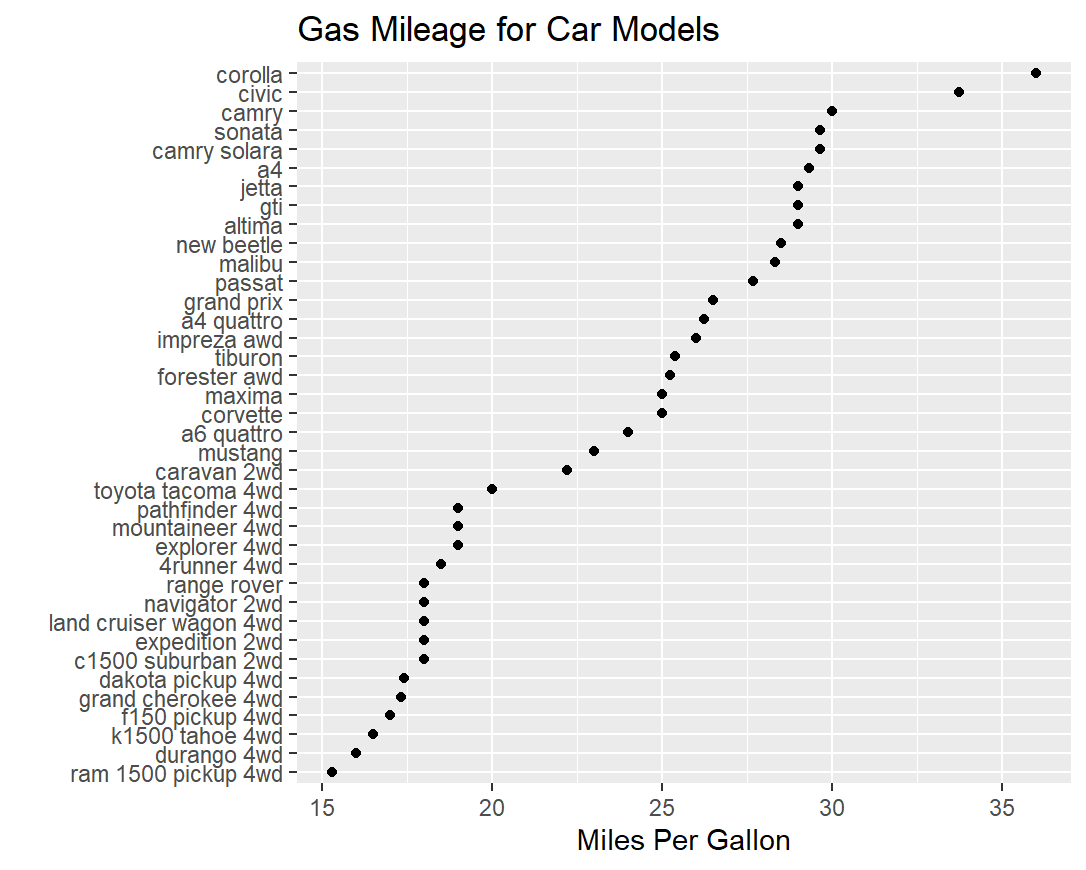 Gas Mileage for Car Models
corolla
civic
camry
sonata
camry solara
a4
jetta
gti
altima
new beetle
malibu
passat
grand prix
a4 quattro
impreza awd
tiburon
forester awd
maxima
corvette
a6 quattro
mustang
caravan 2wd
toyota tacoma 4wd
pathfinder 4wd
mountaineer 4wd
explorer 4wd
4runner 4wd
range rover
navigator 2wd
land cruiser wagon 4wd
expedition 2wd
c1500 suburban 2wd
dakota pickup 4wd
grand cherokee 4wd
f150 pickup 4wd
k1500 tahoe 4wd
durango 4wd
ram 1500 pickup 4wd
15 20 25 30 35
Miles Per Gallon